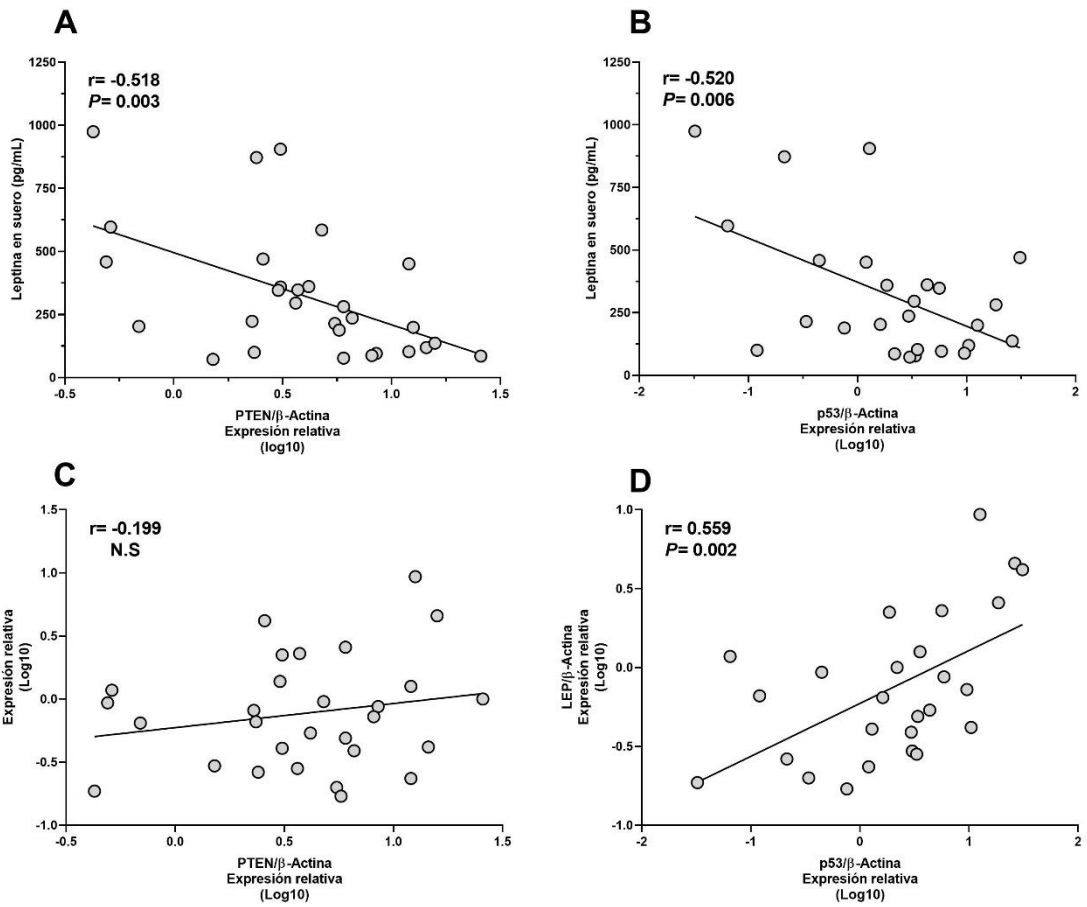 A
r= -0.518
P= 0.003
Leptina en suero (pg/mL)
1250
1000
750
500
250
0
-0.5
0.0
0.5
1.0
1.5
PTEN/β-Actina
Expresión relativa
(log10)
B
r= -0.520
P= 0.006
Leptina en suero (pg/mL)
1250
1000
750
500
250
0
-2
-1
0
1
2
p53/β-Actina
Expresión relativa
(Log10)
C
r= -0.199
N.S
Expresión relativa
(Log10)
1.5
1.0
0.5
-0.0
-0.5
-1.0
-0.5
0.0
0.5
1.0
1.5
PTEN/β-Actina
Expresión relativa
(Log10)
D
r= 0.559
P= 0.002
LEP/β-Actina
Expresión relativa
(Log10)
1.0
0.5
0.0
-0.5
-1.0
-2
-1
0
1
2
p53/β-Actina
Expresión relativa
(Log10)